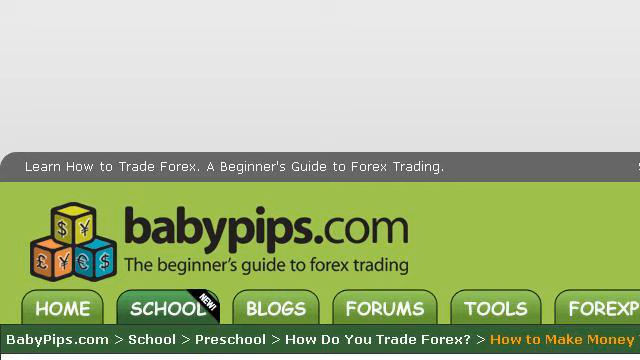 Learn How to Trade Forex. A Beginner's Guide to Forex Trading.
$ ¥
£ ¥ € $
babypips.com
The beginner's guide to forex trading
HOME SCHOOL NEW! BLOGS FORUMS TOOLS FOREXP
BabyPips.com > School > Preschool > How Do You Trade Forex? > How to Make Money